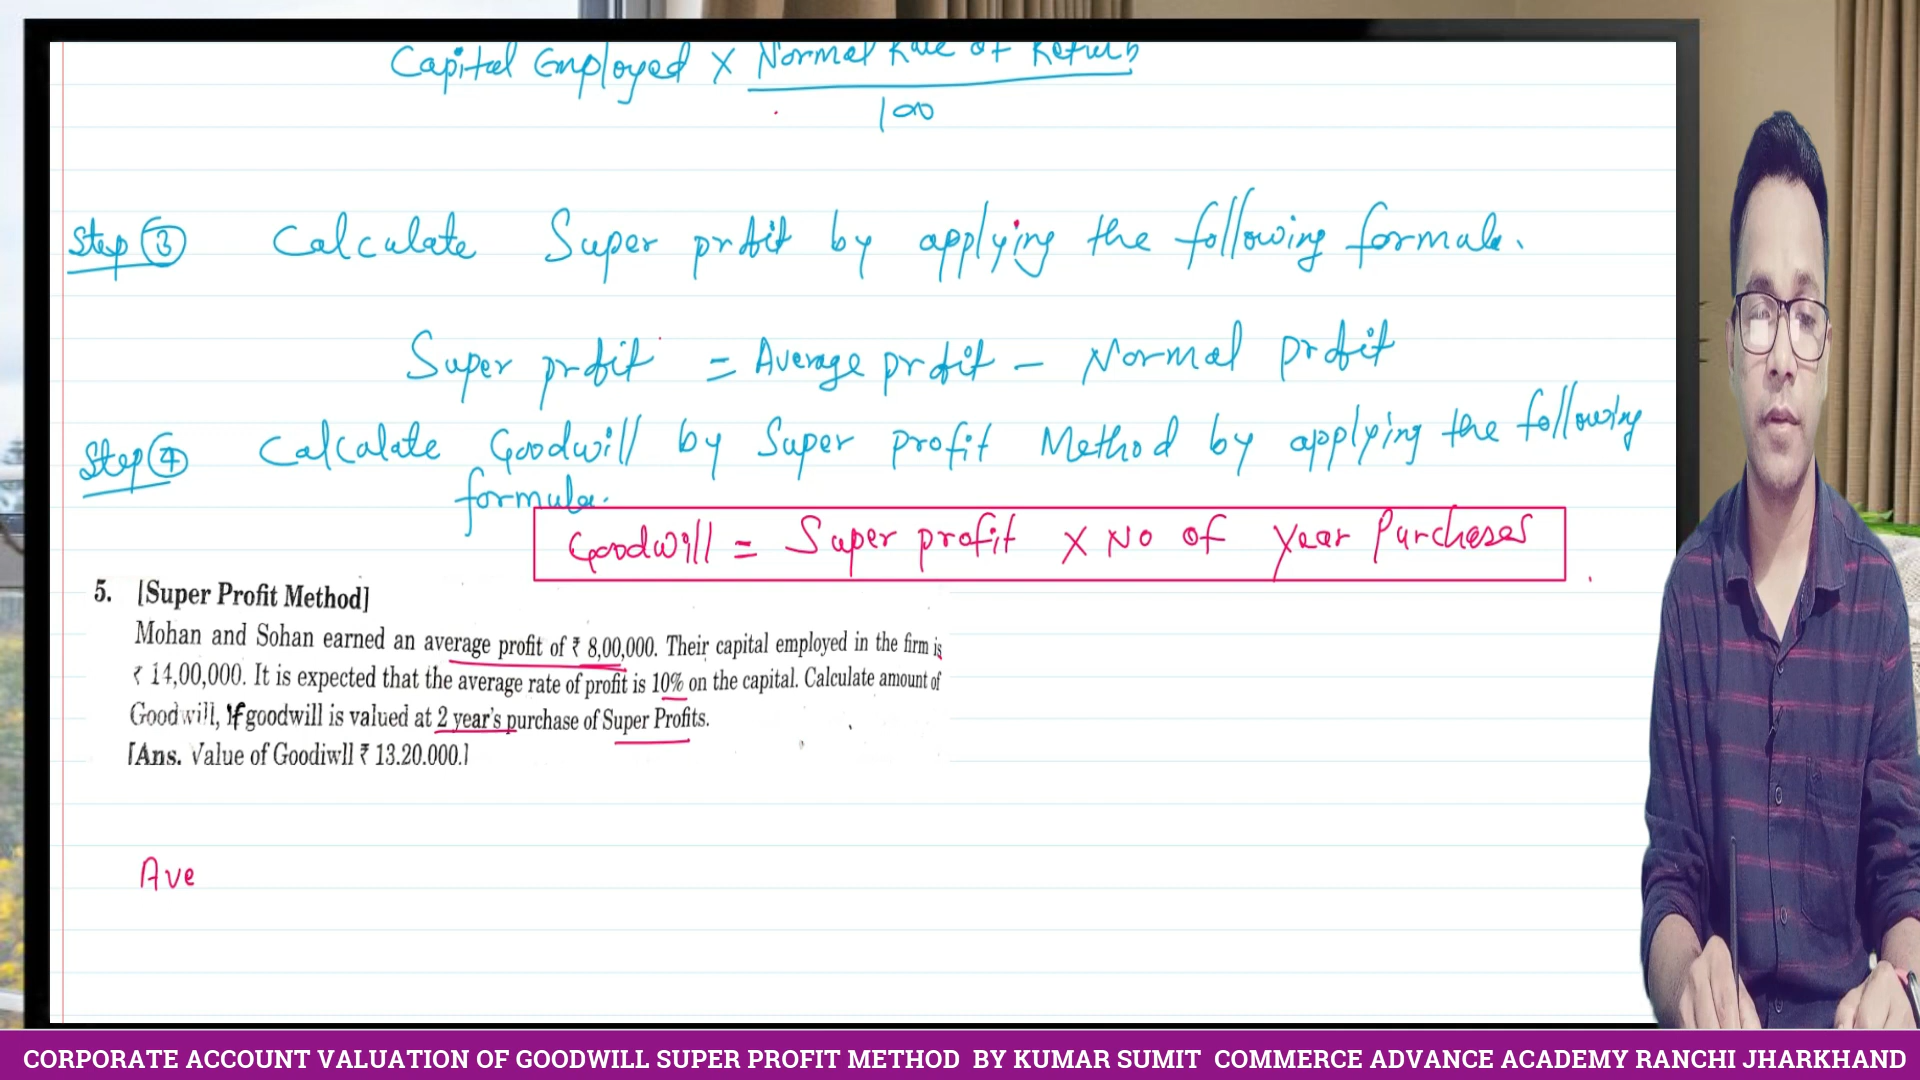 Capital Employed X Normal Rate of Return
100
Step ③ Calculate Super profit by applying the following formula.
Super profit = Average profit - Normal profit
Step ④ Calcalate Goodwill by Super profit Method by applying the following
formula.
Goodwill = Super profit X No of Year Purchases
5. [Super Profit Method]
Mohan and Sohan earned an average profit of ₹ 8,00,000. Their capital employed in the firm is
₹ 14,00,000. It is expected that the average rate of profit is 10% on the capital. Calculate amount of
Goodwill, If goodwill is valued at 2 year's purchase of Super Profits.
[Ans. Value of Goodiwll ₹ 13.20.000.]
Ave
CORPORATE ACCOUNT VALUATION OF GOODWILL SUPER PROFIT METHOD BY KUMAR SUMIT COMMERCE ADVANCE ACADEMY RANCHI JHARKHAND